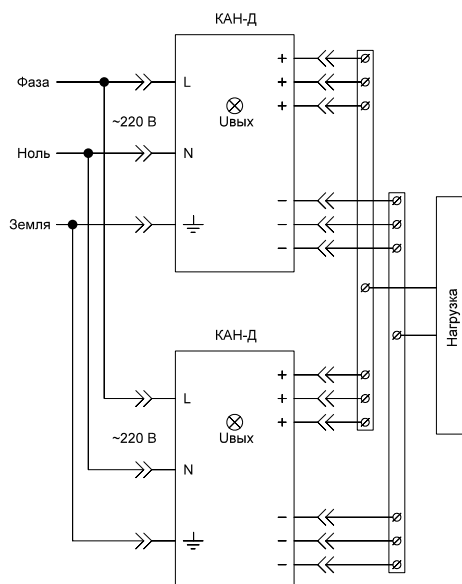 КАН-Д
Фаза
L
+
+
+
~220 В
Uвых
Ноль
N
Земля
−
−
−
Нагрузка
КАН-Д
L
+
+
+
~220 В
Uвых
N
−
−
−